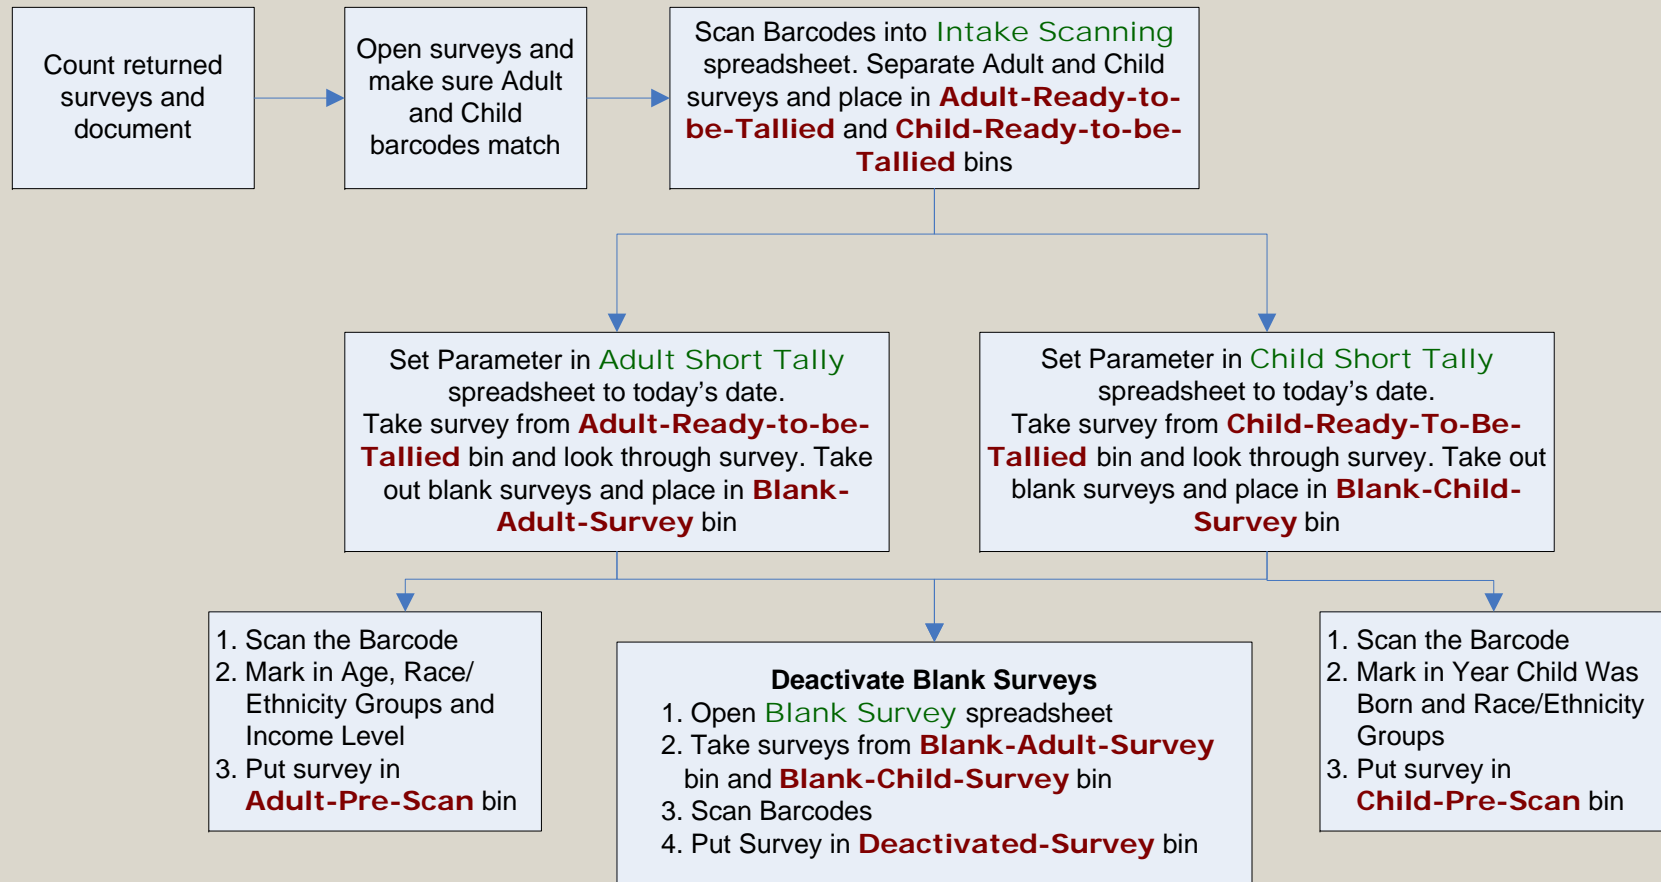 Count returned
surveys and
document
Open surveys and
make sure Adult
and Child
barcodes match
Scan Barcodes into Intake Scanning
spreadsheet. Separate Adult and Child
surveys and place in Adult-Ready-to-
be-Tallied and Child-Ready-to-be-
Tallied bins
Set Parameter in Adult Short Tally
spreadsheet to today’s date.
Take survey from Adult-Ready-to-be-
Tallied bin and look through survey. Take
out blank surveys and place in Blank-
Adult-Survey bin
Set Parameter in Child Short Tally
spreadsheet to today’s date.
Take survey from Child-Ready-To-Be-
Tallied bin and look through survey. Take out
blank surveys and place in Blank-Child-
Survey bin
1. Scan the Barcode
2. Mark in Age, Race/
Ethnicity Groups and
Income Level
3. Put survey in
Adult-Pre-Scan bin
Deactivate Blank Surveys
1. Open Blank Survey spreadsheet
2. Take surveys from Blank-Adult-Survey
bin and Blank-Child-Survey bin
3. Scan Barcodes
4. Put Survey in Deactivated-Survey bin
1. Scan the Barcode
2. Mark in Year Child Was
Born and Race/Ethnicity
Groups
3. Put survey in
Child-Pre-Scan bin